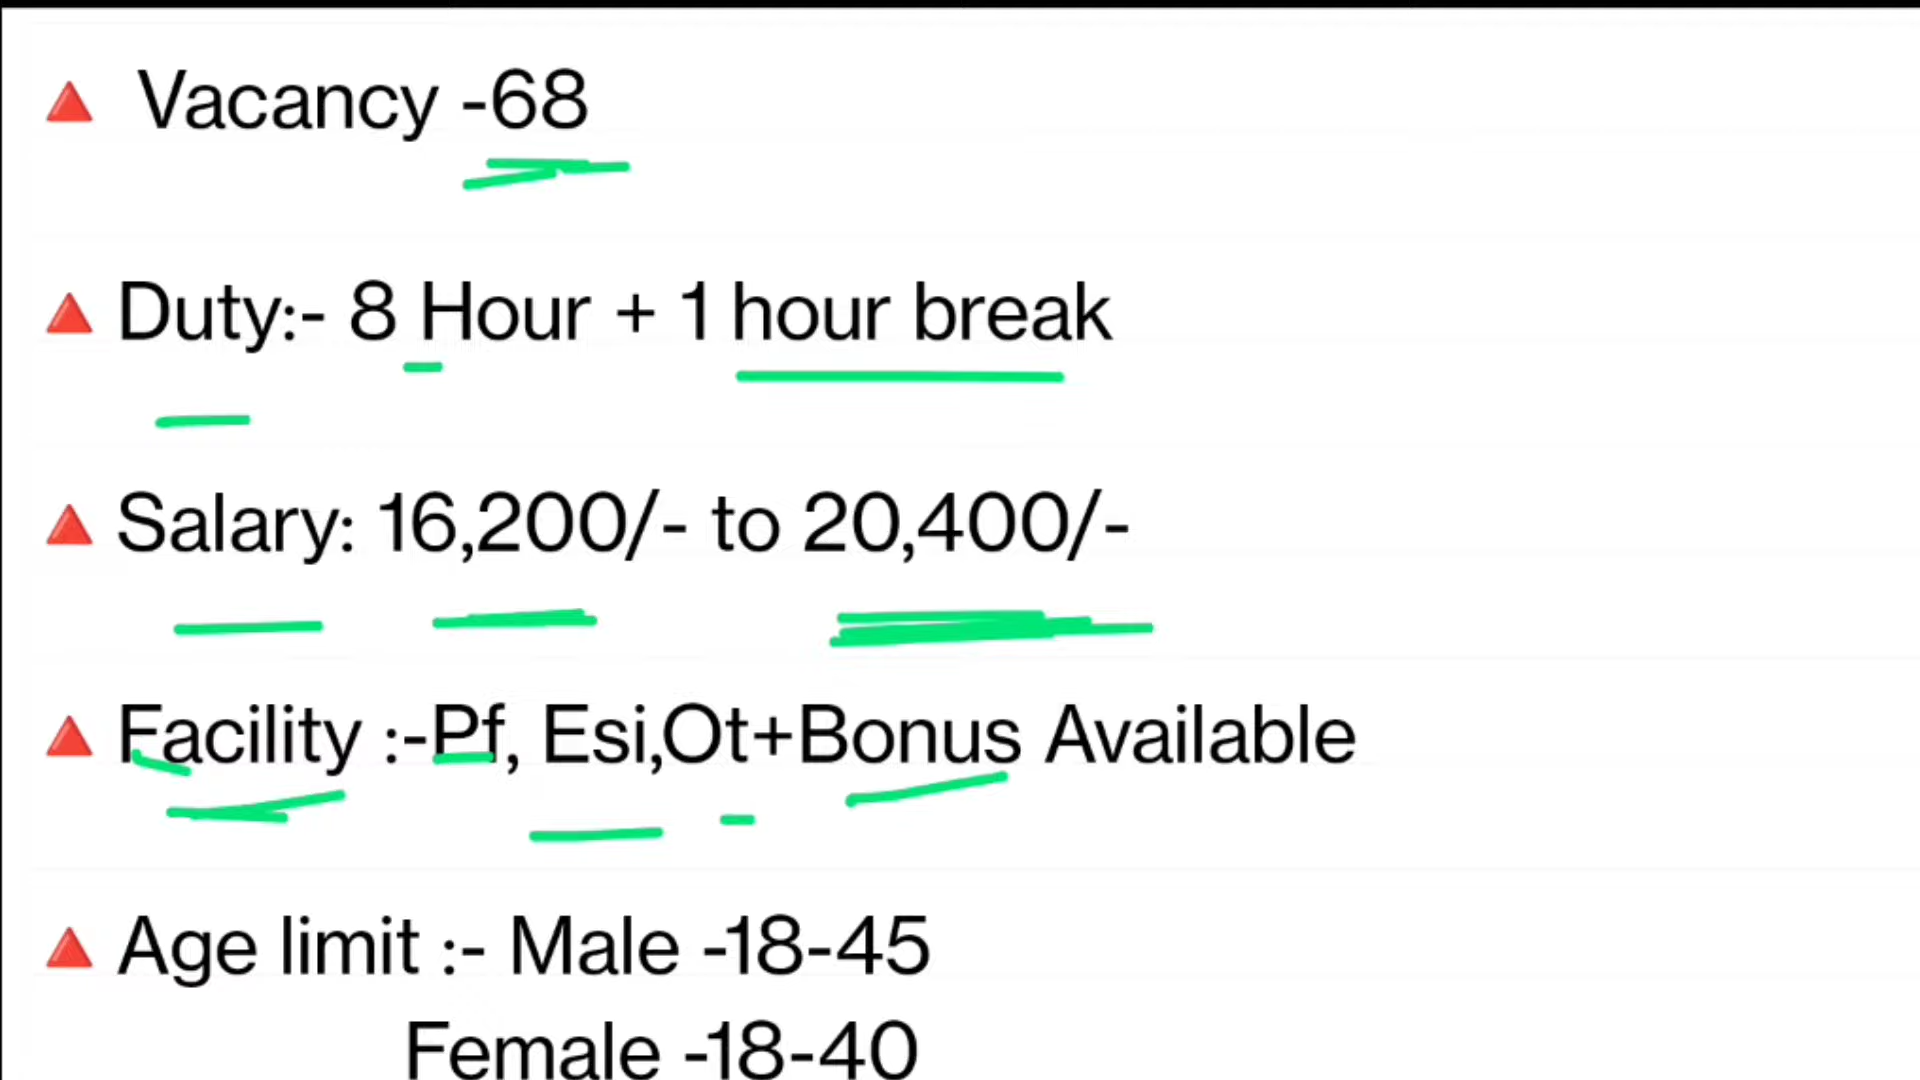 🔺 Vacancy -68
🔺Duty:- 8 Hour + 1 hour break
🔺Salary: 16,200/- to 20,400/-
🔺Facility :-Pf, Esi,Ot+Bonus Available
🔺Age limit :- Male -18-45
Female -18-40